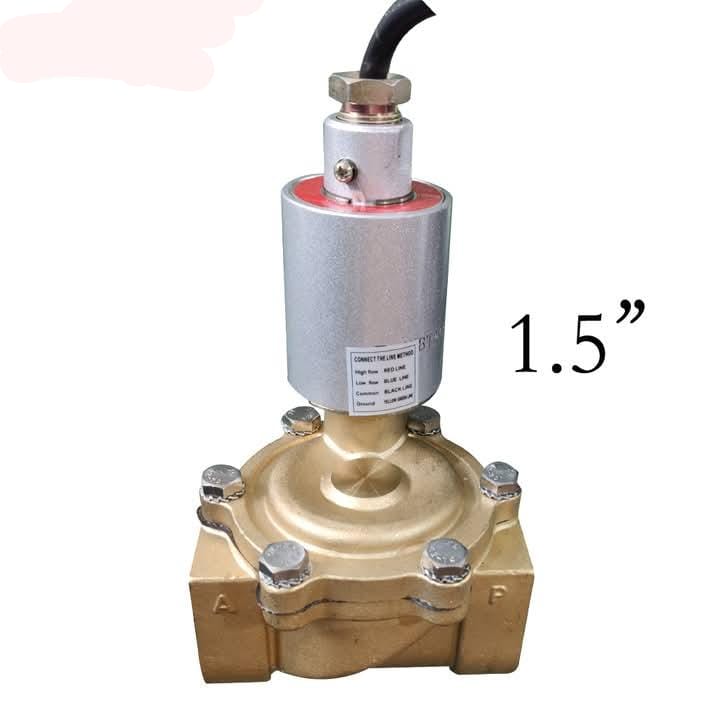 1.5”
CONNECT THE LINE METHOD
High flow RED LINE
Low flow BLUE LINE
Common BLACK LINE
Ground YELLOW-GREEN LINE
A
P